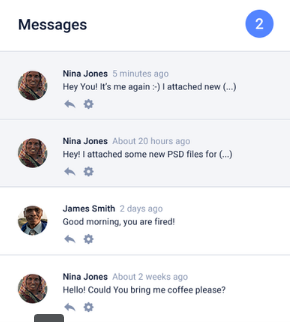 Messages
2
Nina Jones 5 minutes ago
Hey You! It's me again :-) I attached new (...)
Nina Jones About 20 hours ago
Hey! I attached some new PSD files for (...)
James Smith 2 days ago
Good morning, you are fired!
Nina Jones About 2 weeks ago
Hello! Could You bring me coffee please?